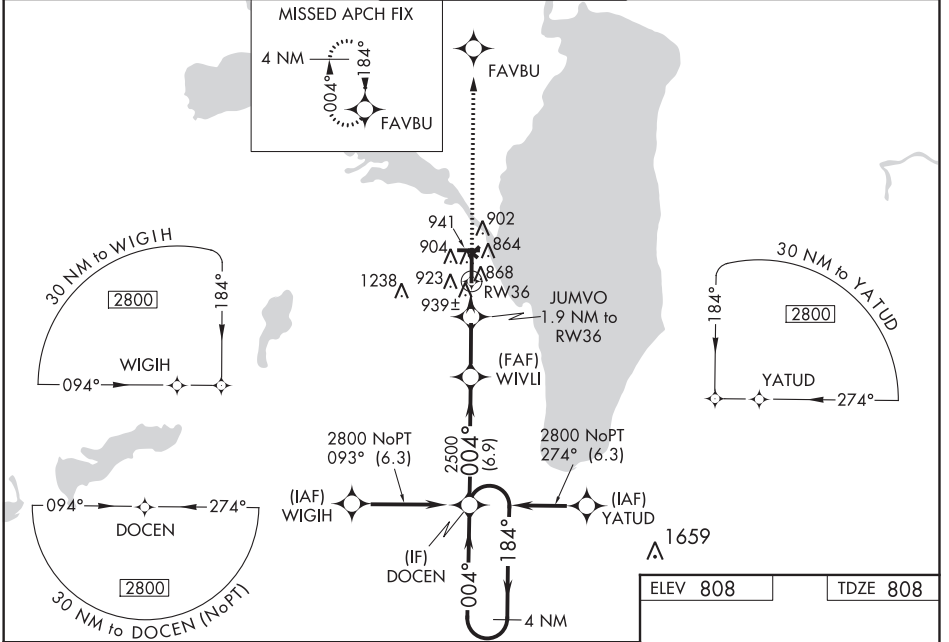 MISSED APCH FIX
4 NM
184°
004°
FAVBU
FAVBU
941
902
904
864
868
1238
923
RW36
939±
JUMVO
1.9 NM to
RW36
30 NM to WIGIH
2800
184°
WIGIH
094°
30 NM to YATUD
184°
2800
YATUD
274°
(FAF)
WIVLI
2500
004°
(6.9)
2800 NoPT
093° (6.3)
2800 NoPT
274° (6.3)
(IAF)
WIGIH
(IAF)
YATUD
094°
274°
DOCEN
2800
30 NM to DOCEN (NoPT)
(IF)
DOCEN
184°
004°
4 NM
1659
ELEV 808
TDZE 808